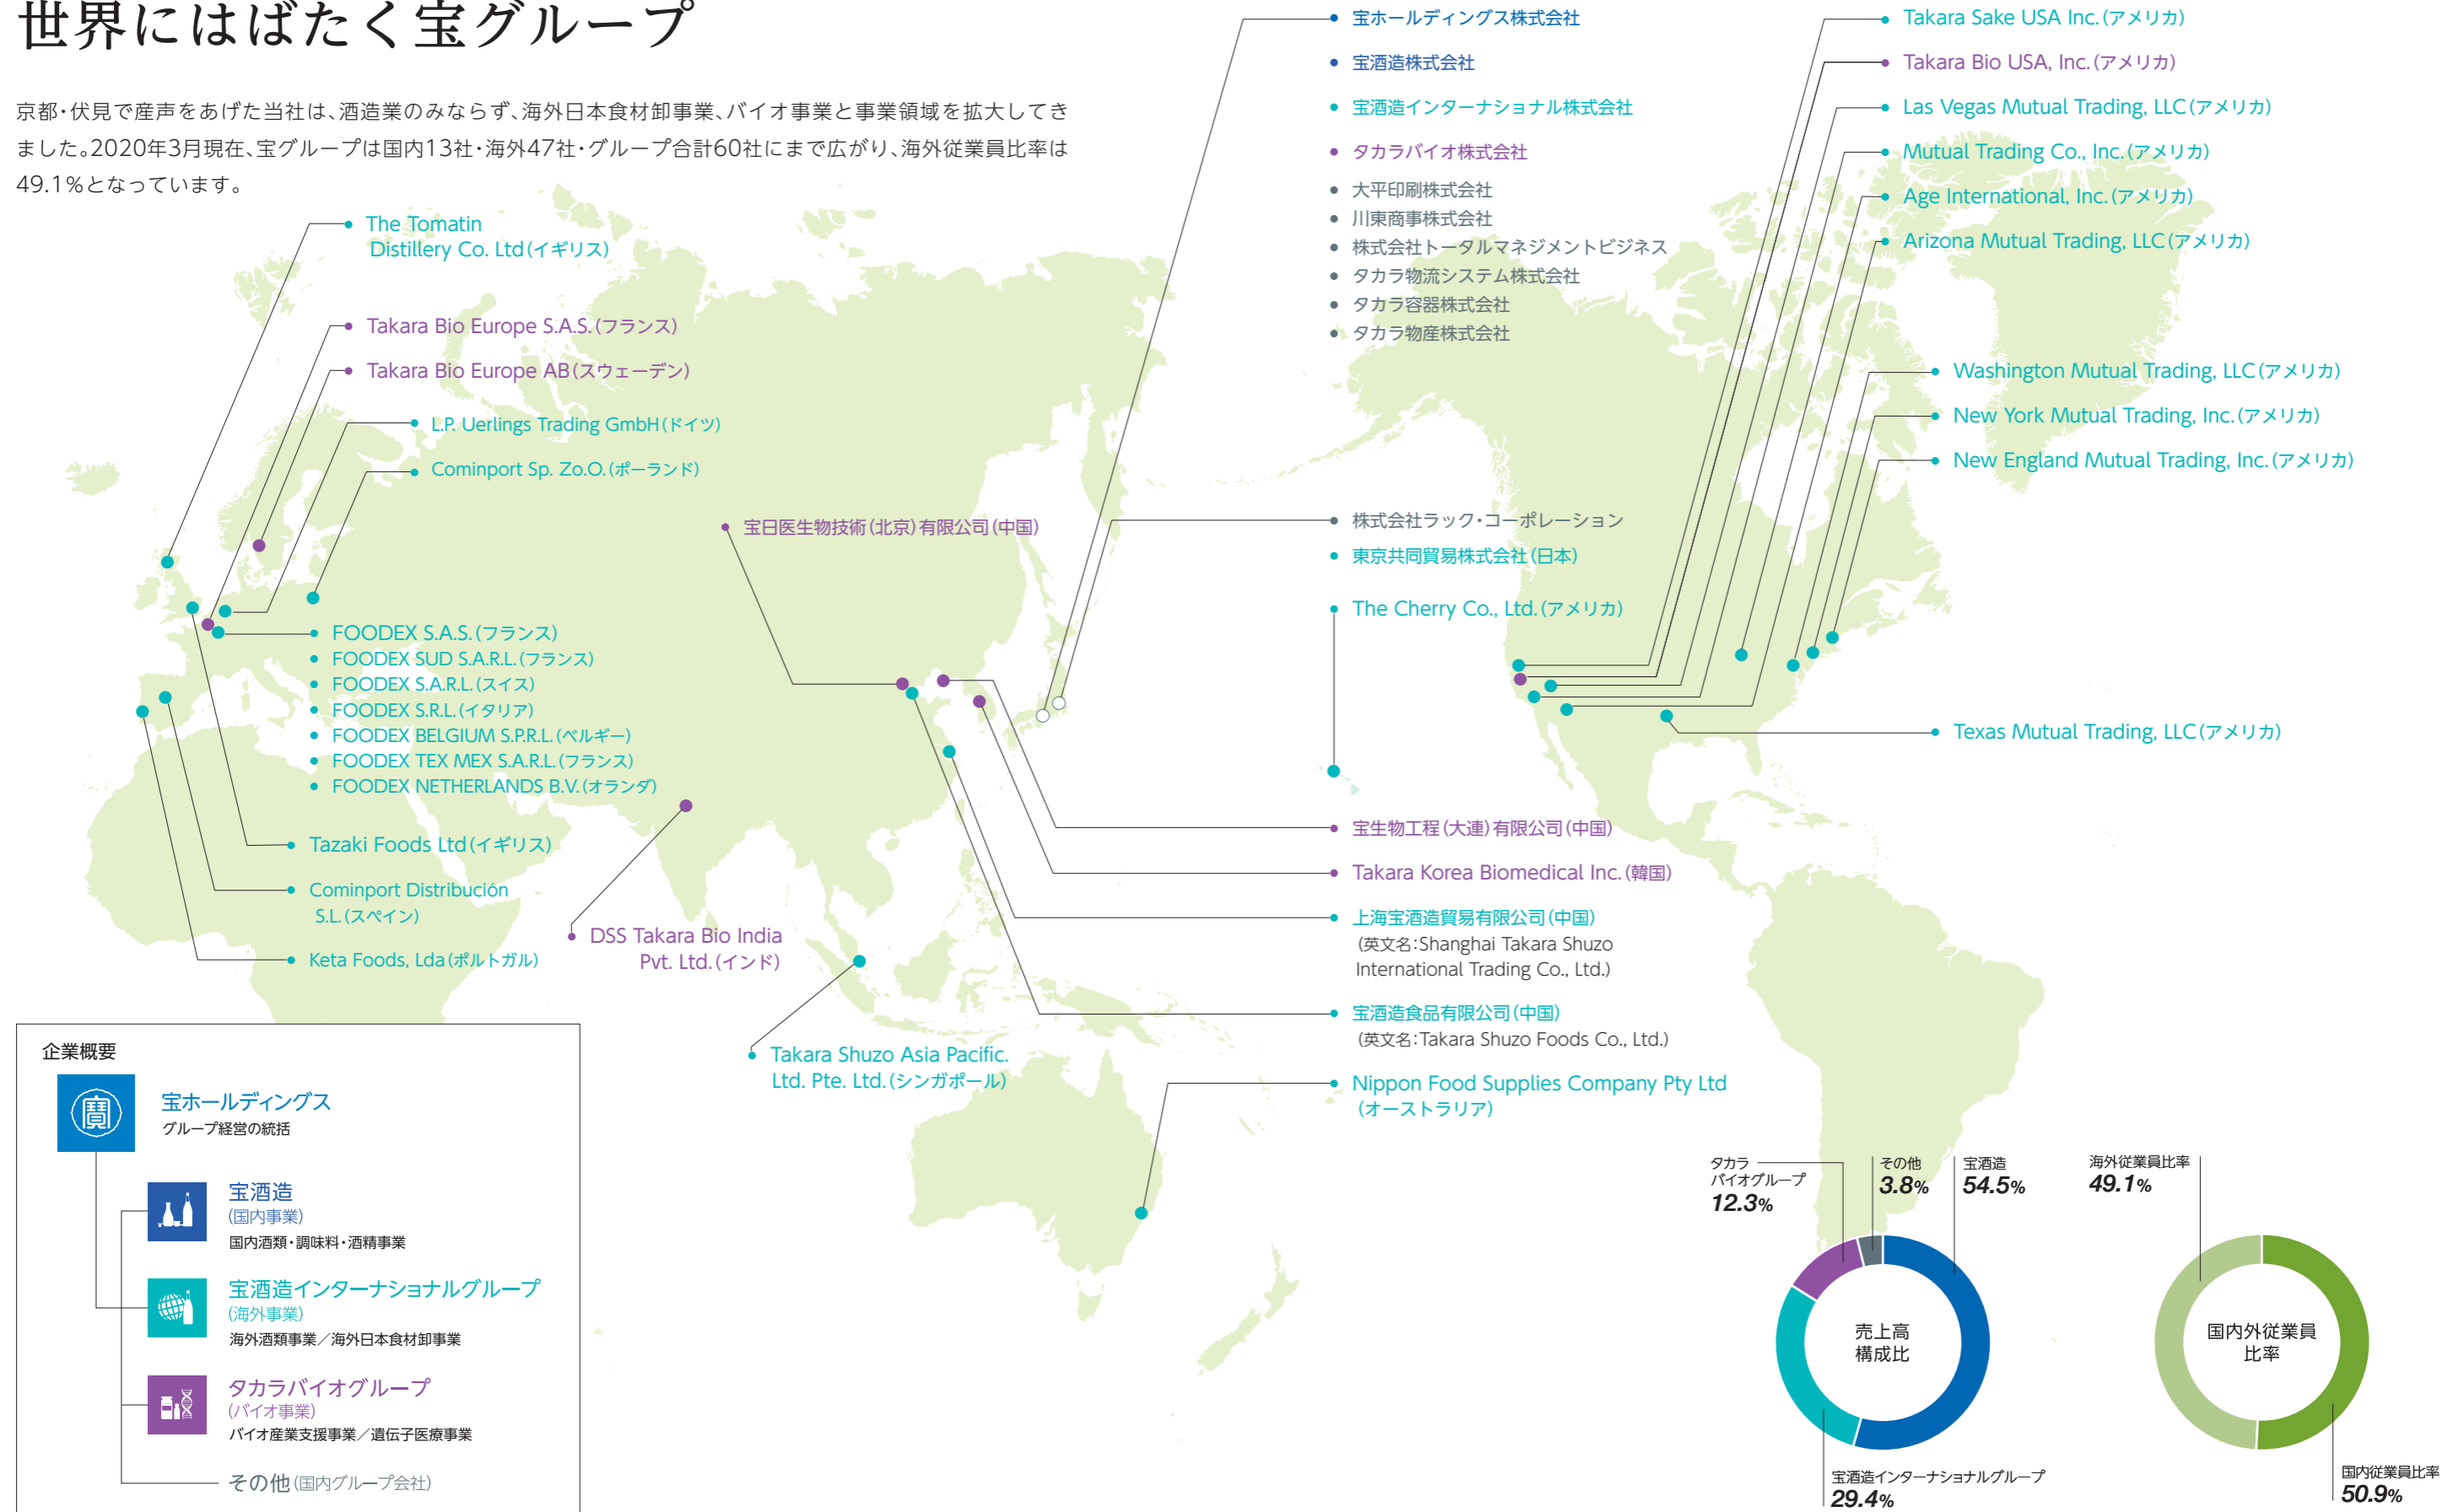 世界にはばたく宝グループ
京都・伏見で産声をあげた当社は、酒造業のみならず、海外日本食材卸事業、バイオ事業と事業領域を拡大してき
ました。2020年3月現在、宝グループは国内13社・海外47社・グループ合計60社にまで広がり、海外従業員比率は
49.1%となっています。
The Tomatin
Distillery Co. Ltd(イギリス)
Takara Bio Europe S.A.S.(フランス)
Takara Bio Europe AB(スウェーデン)
L.P. Uerlings Trading GmbH(ドイツ)
Cominport Sp. Zo.O.(ポーランド)
FOODEX S.A.S.(フランス)
FOODEX SUD S.A.R.L.(フランス)
FOODEX S.A.R.L.(スイス)
FOODEX S.R.L.(イタリア)
FOODEX BELGIUM S.P.R.L.(ベルギー)
FOODEX TEX MEX S.A.R.L.(フランス)
FOODEX NETHERLANDS B.V.(オランダ)
Tazaki Foods Ltd(イギリス)
Cominport Distribución
S.L.(スペイン)
Keta Foods, Lda(ポルトガル)
宝日医生物技術(北京)有限公司(中国)
DSS Takara Bio India
Pvt. Ltd.(インド)
Takara Shuzo Asia Pacific.
Ltd. Pte. Ltd.(シンガポール)
宝ホールディングス株式会社
宝酒造株式会社
宝酒造インターナショナル株式会社
タカラバイオ株式会社
大平印刷株式会社
川東商事株式会社
株式会社トータルマネジメントビジネス
タカラ物流システム株式会社
タカラ容器株式会社
タカラ物産株式会社
株式会社ラック・コーポレーション
東京共同貿易株式会社(日本)
The Cherry Co., Ltd.(アメリカ)
宝生物工程(大連)有限公司(中国)
Takara Korea Biomedical Inc.(韓国)
上海宝酒造貿易有限公司(中国)
(英文名:Shanghai Takara Shuzo
International Trading Co., Ltd.)
宝酒造食品有限公司(中国)
(英文名:Takara Shuzo Foods Co., Ltd.)
Nippon Food Supplies Company Pty Ltd
(オーストラリア)
Takara Sake USA Inc.(アメリカ)
Takara Bio USA, Inc.(アメリカ)
Las Vegas Mutual Trading, LLC(アメリカ)
Mutual Trading Co., Inc.(アメリカ)
Age International, Inc.(アメリカ)
Arizona Mutual Trading, LLC(アメリカ)
Washington Mutual Trading, LLC(アメリカ)
New York Mutual Trading, Inc.(アメリカ)
New England Mutual Trading, Inc.(アメリカ)
Texas Mutual Trading, LLC(アメリカ)
企業概要
寶
宝ホールディングス
グループ経営の統括
宝酒造
(国内事業)
国内酒類・調味料・酒精事業
宝酒造インターナショナルグループ
(海外事業)
海外酒類事業/海外日本食材卸事業
タカラバイオグループ
(バイオ事業)
バイオ産業支援事業/遺伝子医療事業
その他(国内グループ会社)
タカラ
バイオグループ
12.3%
その他
3.8%
宝酒造
54.5%
売上高
構成比
宝酒造インターナショナルグループ
29.4%
海外従業員比率
49.1%
国内外従業員
比率
国内従業員比率
50.9%